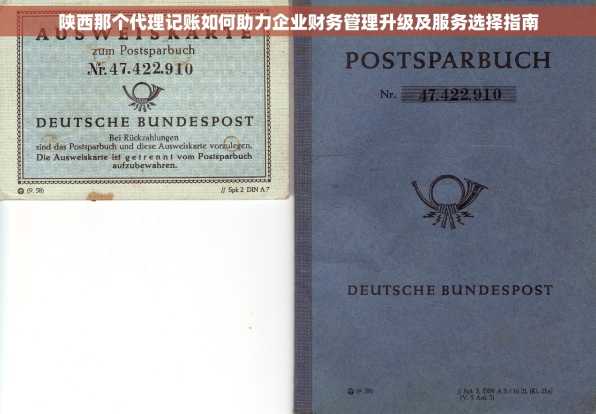 陕西那个代理记账如何助力企业财务管理升级及服务选择指南
AUSWEISKARTE
zum Postsparbuch
Nr. 47.422.910
DEUTSCHE BUNDESPOST
Bei Rückzahlungen
sind das Postsparbuch und diese Ausweiskarte vorzulegen.
Die Ausweiskarte ist getrennt vom Postsparbuch
aufzubewahren.
(9. 58)
// Spk 2 DIN A 7
POSTSPARBUCH
Nr. 47.422.910
DEUTSCHE BUNDESPOST